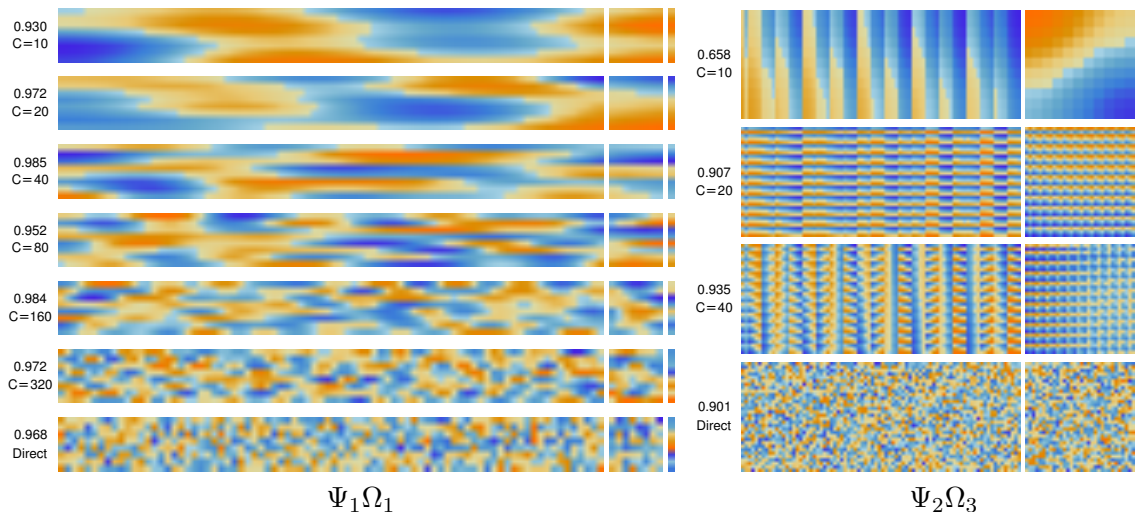 0.930
C=10
0.972
C=20
0.985
C=40
0.952
C=80
0.984
C=160
0.972
C=320
0.968
Direct
Ψ₁Ω₁
0.658
C=10
0.907
C=20
0.935
C=40
0.901
Direct
Ψ₂Ω₃